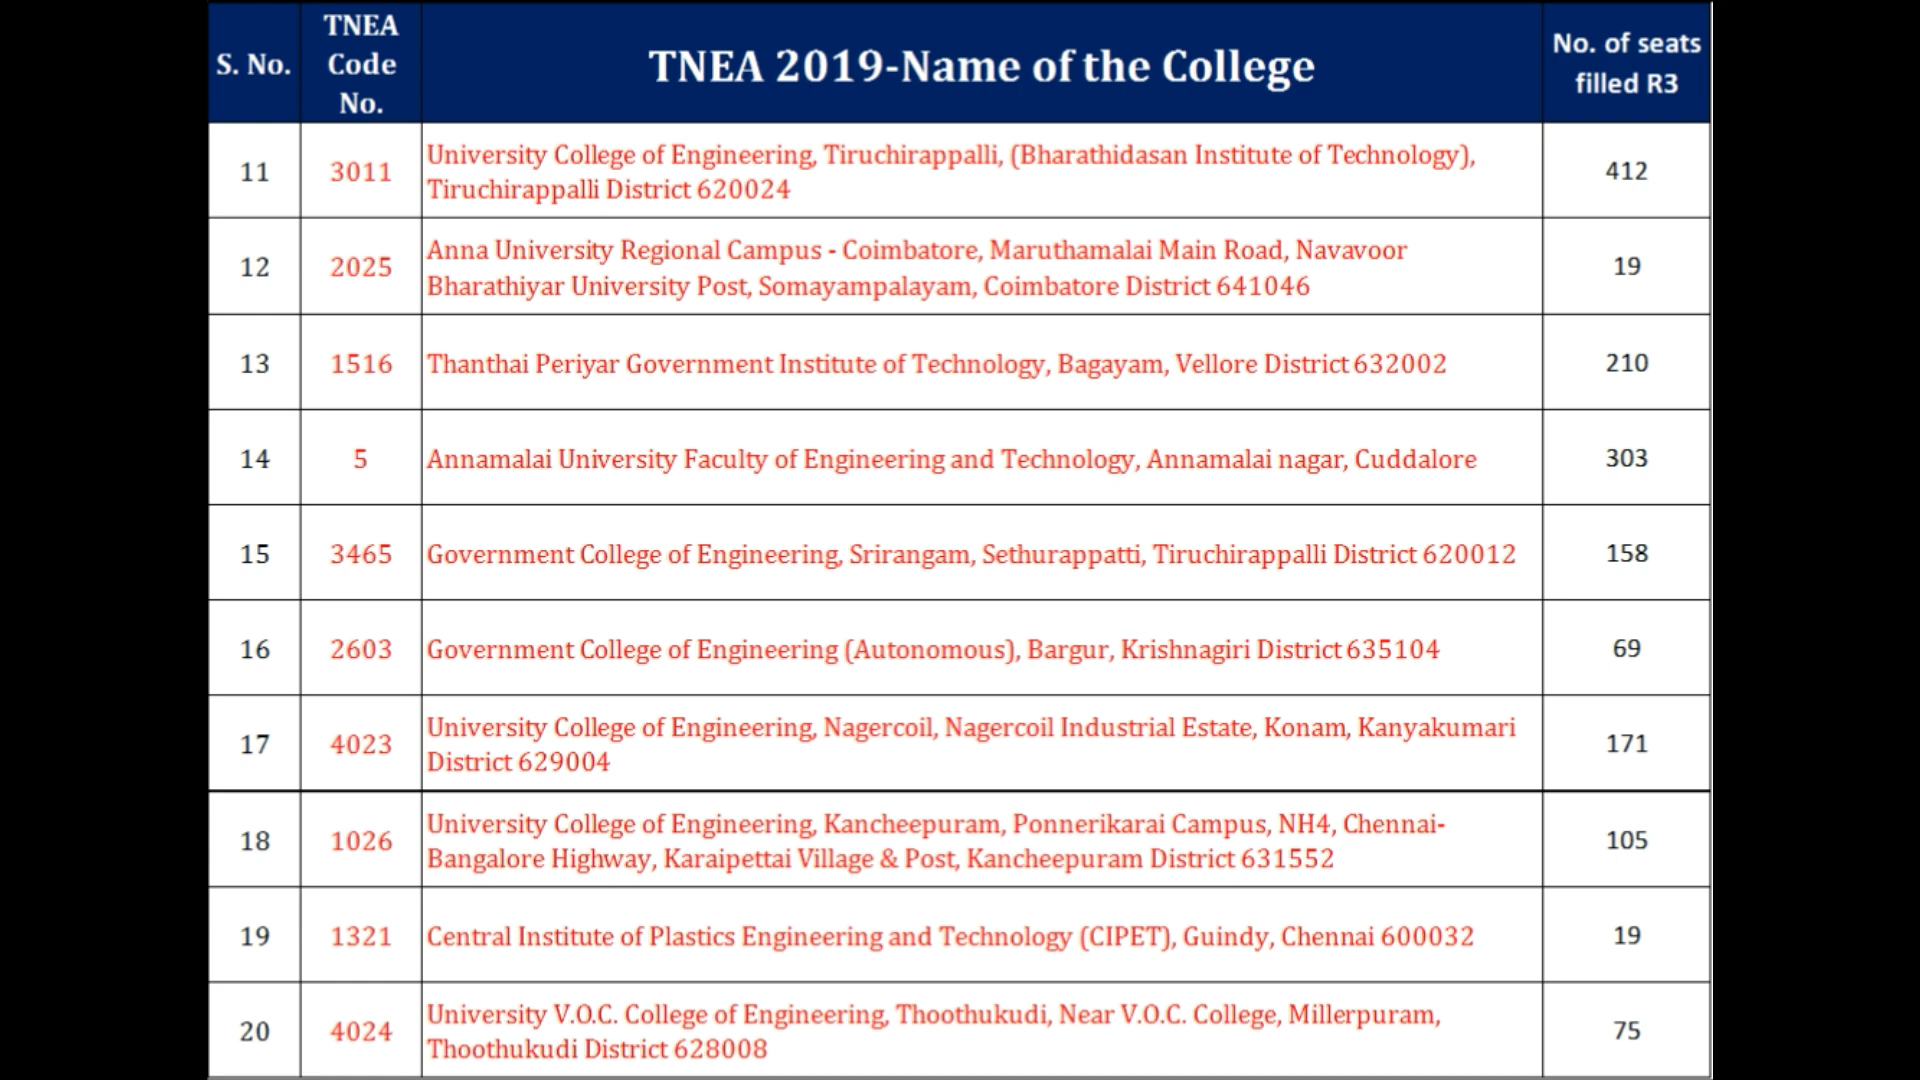 S. No.
TNEA
Code
No.
TNEA 2019-Name of the College
No. of seats
filled R3
11
3011
University College of Engineering, Tiruchirappalli, (Bharathidasan Institute of Technology),
Tiruchirappalli District 620024
412
12
2025
Anna University Regional Campus - Coimbatore, Maruthamalai Main Road, Navavoor
Bharathiyar University Post, Somayampalayam, Coimbatore District 641046
19
13
1516
Thanthai Periyar Government Institute of Technology, Bagayam, Vellore District 632002
210
14
5
Annamalai University Faculty of Engineering and Technology, Annamalai nagar, Cuddalore
303
15
3465
Government College of Engineering, Srirangam, Sethurappatti, Tiruchirappalli District 620012
158
16
2603
Government College of Engineering (Autonomous), Bargur, Krishnagiri District 635104
69
17
4023
University College of Engineering, Nagercoil, Nagercoil Industrial Estate, Konam, Kanyakumari
District 629004
171
18
1026
University College of Engineering, Kancheepuram, Ponnerikarai Campus, NH4, Chennai-
Bangalore Highway, Karaipettai Village & Post, Kancheepuram District 631552
105
19
1321
Central Institute of Plastics Engineering and Technology (CIPET), Guindy, Chennai 600032
19
20
4024
University V.O.C. College of Engineering, Thoothukudi, Near V.O.C. College, Millerpuram,
Thoothukudi District 628008
75